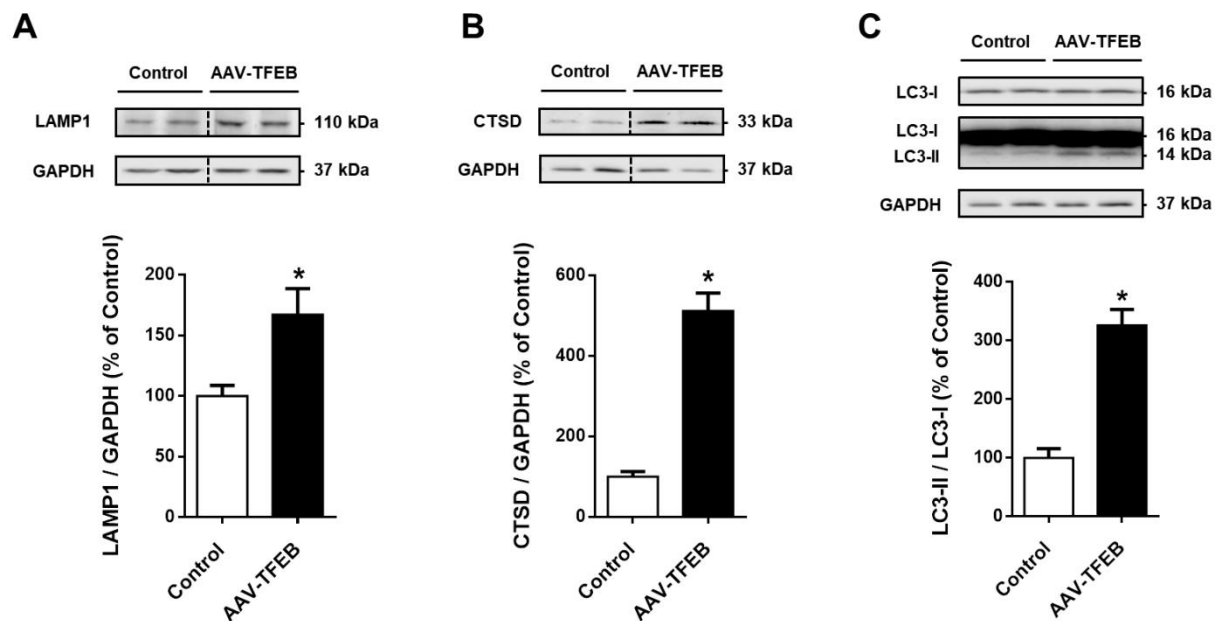 A
Control AAV-TFEB
LAMP1 110 kDa
GAPDH 37 kDa
LAMP1 / GAPDH (% of Control)
200
150
100
50
0
*
Control
AAV-TFEB
B
Control AAV-TFEB
CTSD 33 kDa
GAPDH 37 kDa
CTSD / GAPDH (% of Control)
600
400
200
0
*
Control
AAV-TFEB
C
Control AAV-TFEB
LC3-I 16 kDa
LC3-I 16 kDa
LC3-II 14 kDa
GAPDH 37 kDa
LC3-II / LC3-I (% of Control)
400
300
200
100
0
*
Control
AAV-TFEB